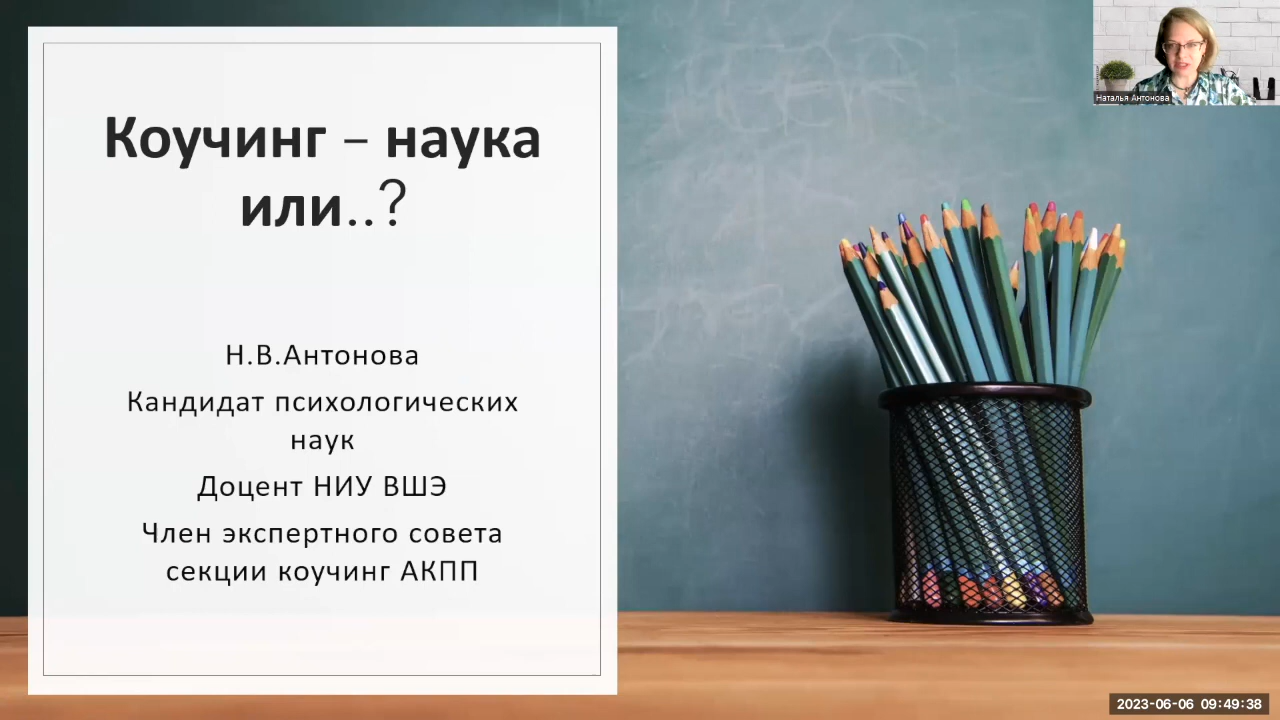 Коучинг – наука
или..?
Н.В.Антонова
Кандидат психологических
наук
Доцент НИУ ВШЭ
Член экспертного совета
секции коучинг АКПП
Наталья Антонова
2023-06-06 09:49:38